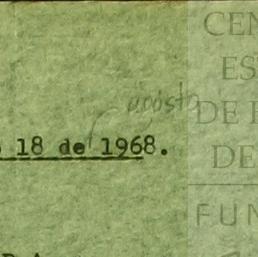 CEN
ES
agosto
DE H
18 de 1968.
DE
FUN